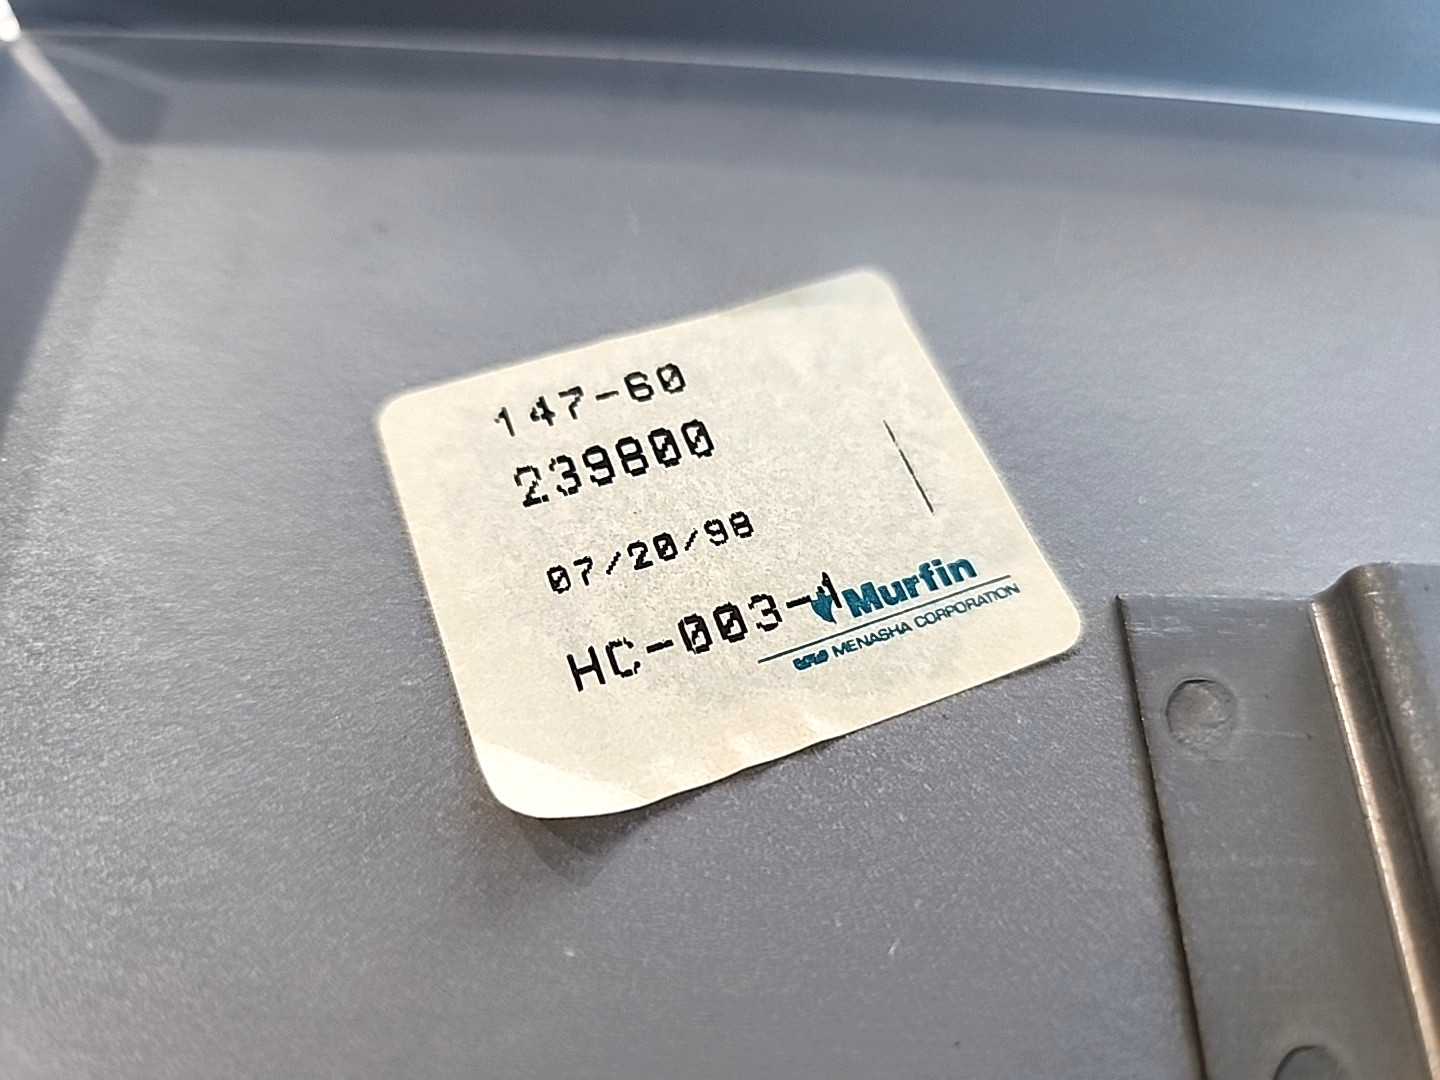 147-60
239800
07/20/98
HC-003-1
Murfin
MENASHA CORPORATION